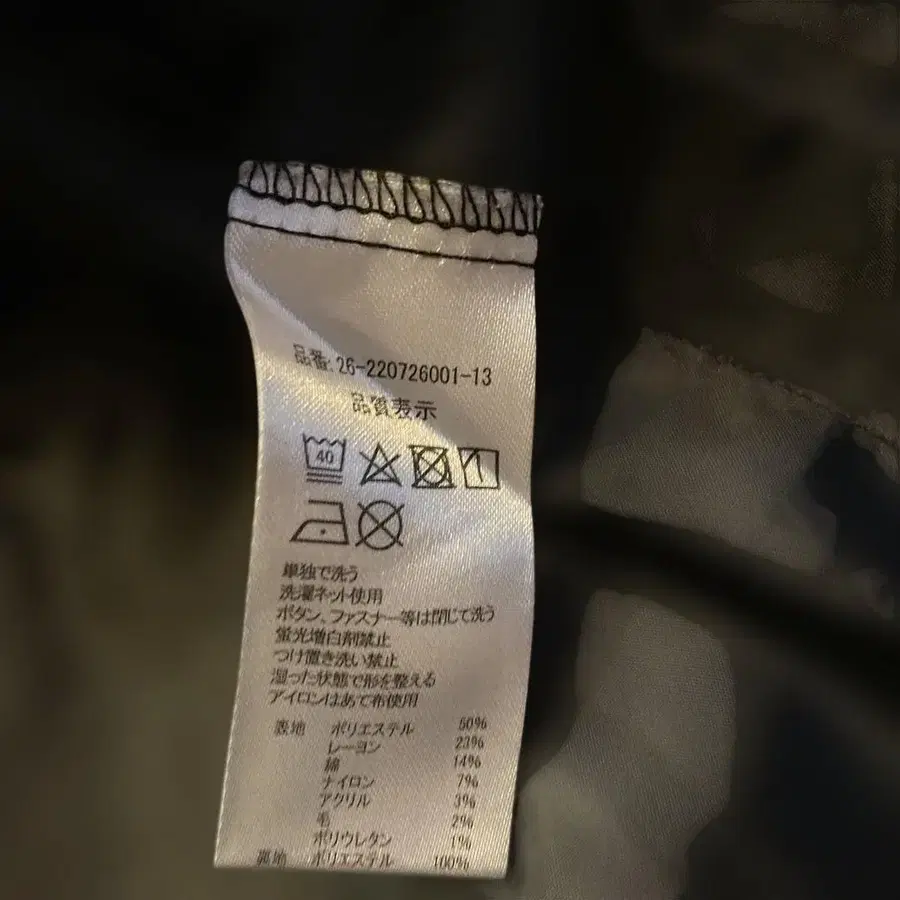 品番: 26-220726001-13
品質表示
40
単独で洗う
洗濯ネット使用
ボタン、ファスナー等は閉じて洗う
蛍光増白剤禁止
つけ置き洗い禁止
湿った状態で形を整える
アイロンはあて布使用
表地 ポリエステル 50%
レーヨン 23%
綿 14%
ナイロン 7%
アクリル 3%
毛 2%
ポリウレタン 1%
裏地 ポリエステル 100%